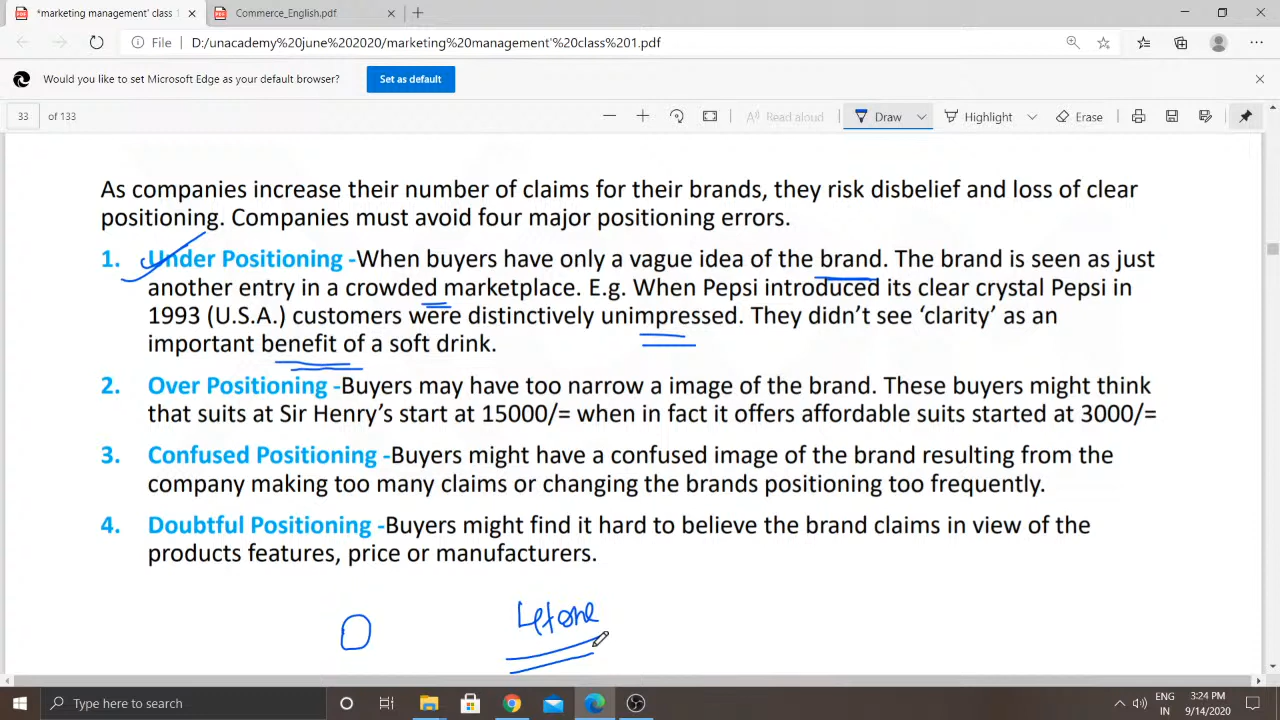 *marketing management' class 1
Commerce_English.pdf
File D:/unacademy%20june%202020/marketing%20management'%20class%201.pdf
Would you like to set Microsoft Edge as your default browser? Set as default
33 of 133 Read aloud Draw Highlight Erase
As companies increase their number of claims for their brands, they risk disbelief and loss of clear
positioning. Companies must avoid four major positioning errors.
1. Under Positioning -When buyers have only a vague idea of the brand. The brand is seen as just
another entry in a crowded marketplace. E.g. When Pepsi introduced its clear crystal Pepsi in
1993 (U.S.A.) customers were distinctively unimpressed. They didn't see 'clarity' as an
important benefit of a soft drink.
2. Over Positioning -Buyers may have too narrow a image of the brand. These buyers might think
that suits at Sir Henry's start at 15000/= when in fact it offers affordable suits started at 3000/=
3. Confused Positioning -Buyers might have a confused image of the brand resulting from the
company making too many claims or changing the brands positioning too frequently.
4. Doubtful Positioning -Buyers might find it hard to believe the brand claims in view of the
products features, price or manufacturers.
Type here to search
ENG
IN
3:24 PM
9/14/2020